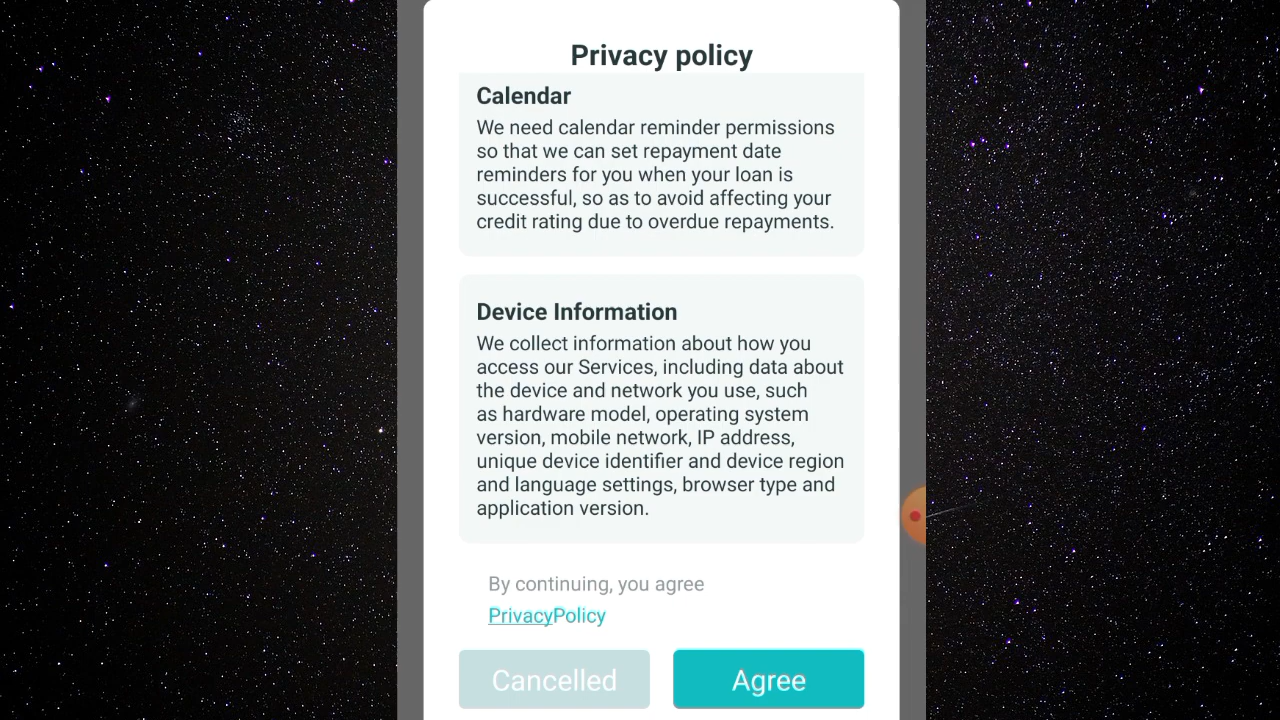 Privacy policy
Calendar
We need calendar reminder permissions
so that we can set repayment date
reminders for you when your loan is
successful, so as to avoid affecting your
credit rating due to overdue repayments.
Device Information
We collect information about how you
access our Services, including data about
the device and network you use, such
as hardware model, operating system
version, mobile network, IP address,
unique device identifier and device region
and language settings, browser type and
application version.
By continuing, you agree
PrivacyPolicy
Cancelled Agree